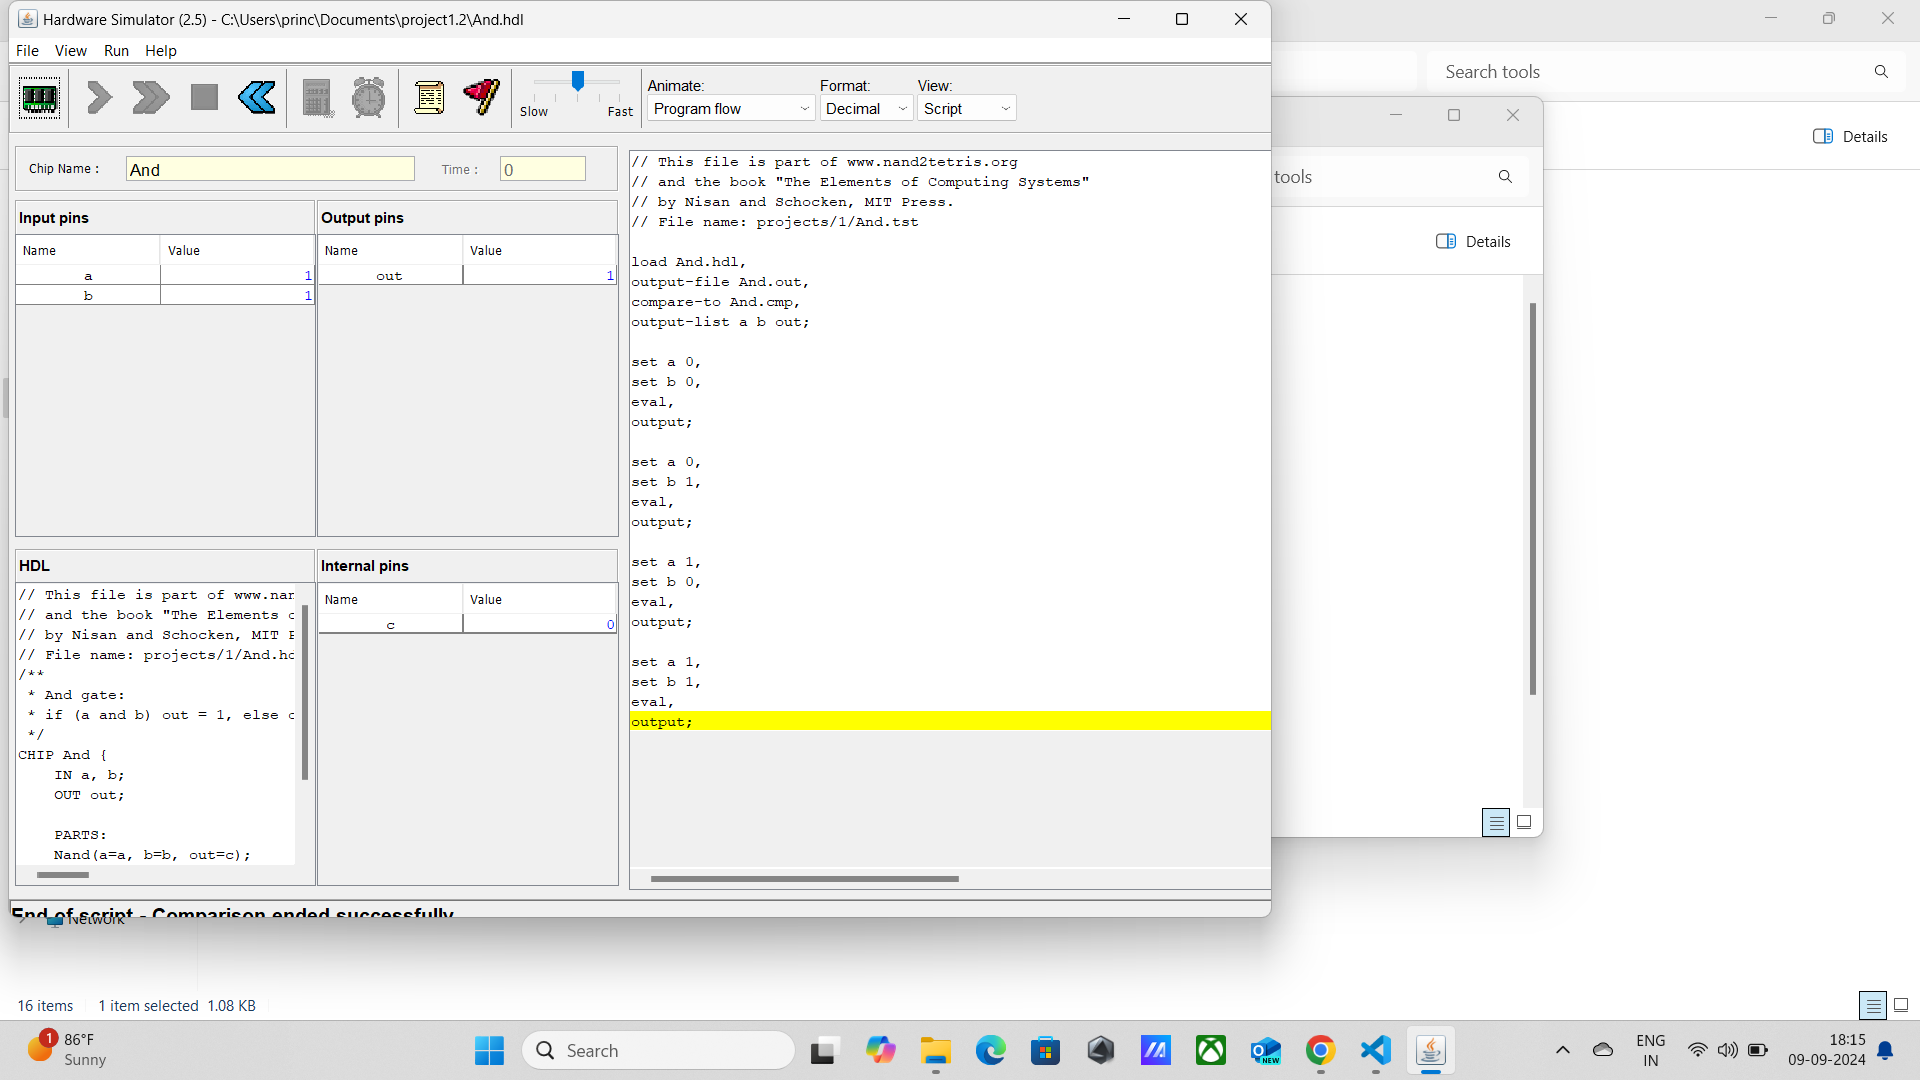 Hardware Simulator (2.5) - C:\Users\princ\Documents\project1.2\And.hdl
File View Run Help
Slow Fast
Animate: Format: View:
Program flow Decimal Script
Search tools
Details
tools
Details
Chip Name : And Time : 0
Input pins
Name Value
a 1
b 1
Output pins
Name Value
out 1
HDL
// This file is part of www.nan
// and the book "The Elements
// by Nisan and Schocken, MIT
// File name: projects/1/And.
/**
* And gate:
* if (a and b) out = 1, else
*/
CHIP And {
IN a, b;
OUT out;
PARTS:
Nand(a=a, b=b, out=c);
Internal pins
Name Value
c 0
// This file is part of www.nand2tetris.org
// and the book "The Elements of Computing Systems"
// by Nisan and Schocken, MIT Press.
// File name: projects/1/And.tst
load And.hdl,
output-file And.out,
compare-to And.cmp,
output-list a b out;
set a 0,
set b 0,
eval,
output;
set a 0,
set b 1,
eval,
output;
set a 1,
set b 0,
eval,
output;
set a 1,
set b 1,
eval,
output;
End of script - Comparison ended successfully
Network
16 items 1 item selected 1.08 KB
1
86°F
Sunny
Search
NEW
ENG
IN
18:15
09-09-2024